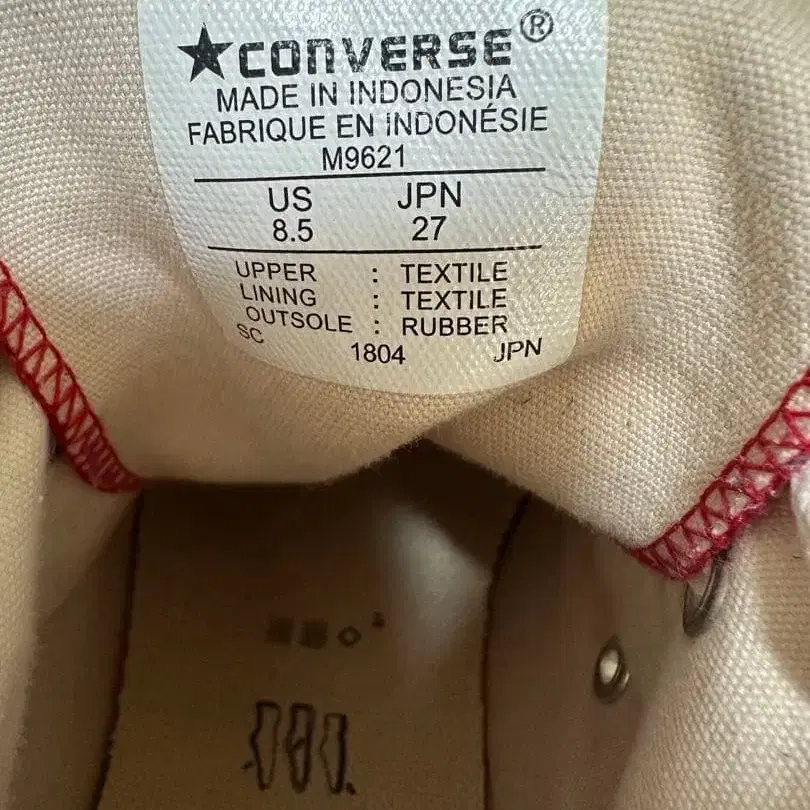 CONVERSE®
MADE IN INDONESIA
FABRIQUE EN INDONÉSIE
M9621
US JPN
8.5 27
UPPER : TEXTILE
LINING : TEXTILE
OUTSOLE : RUBBER
SC 1804 JPN